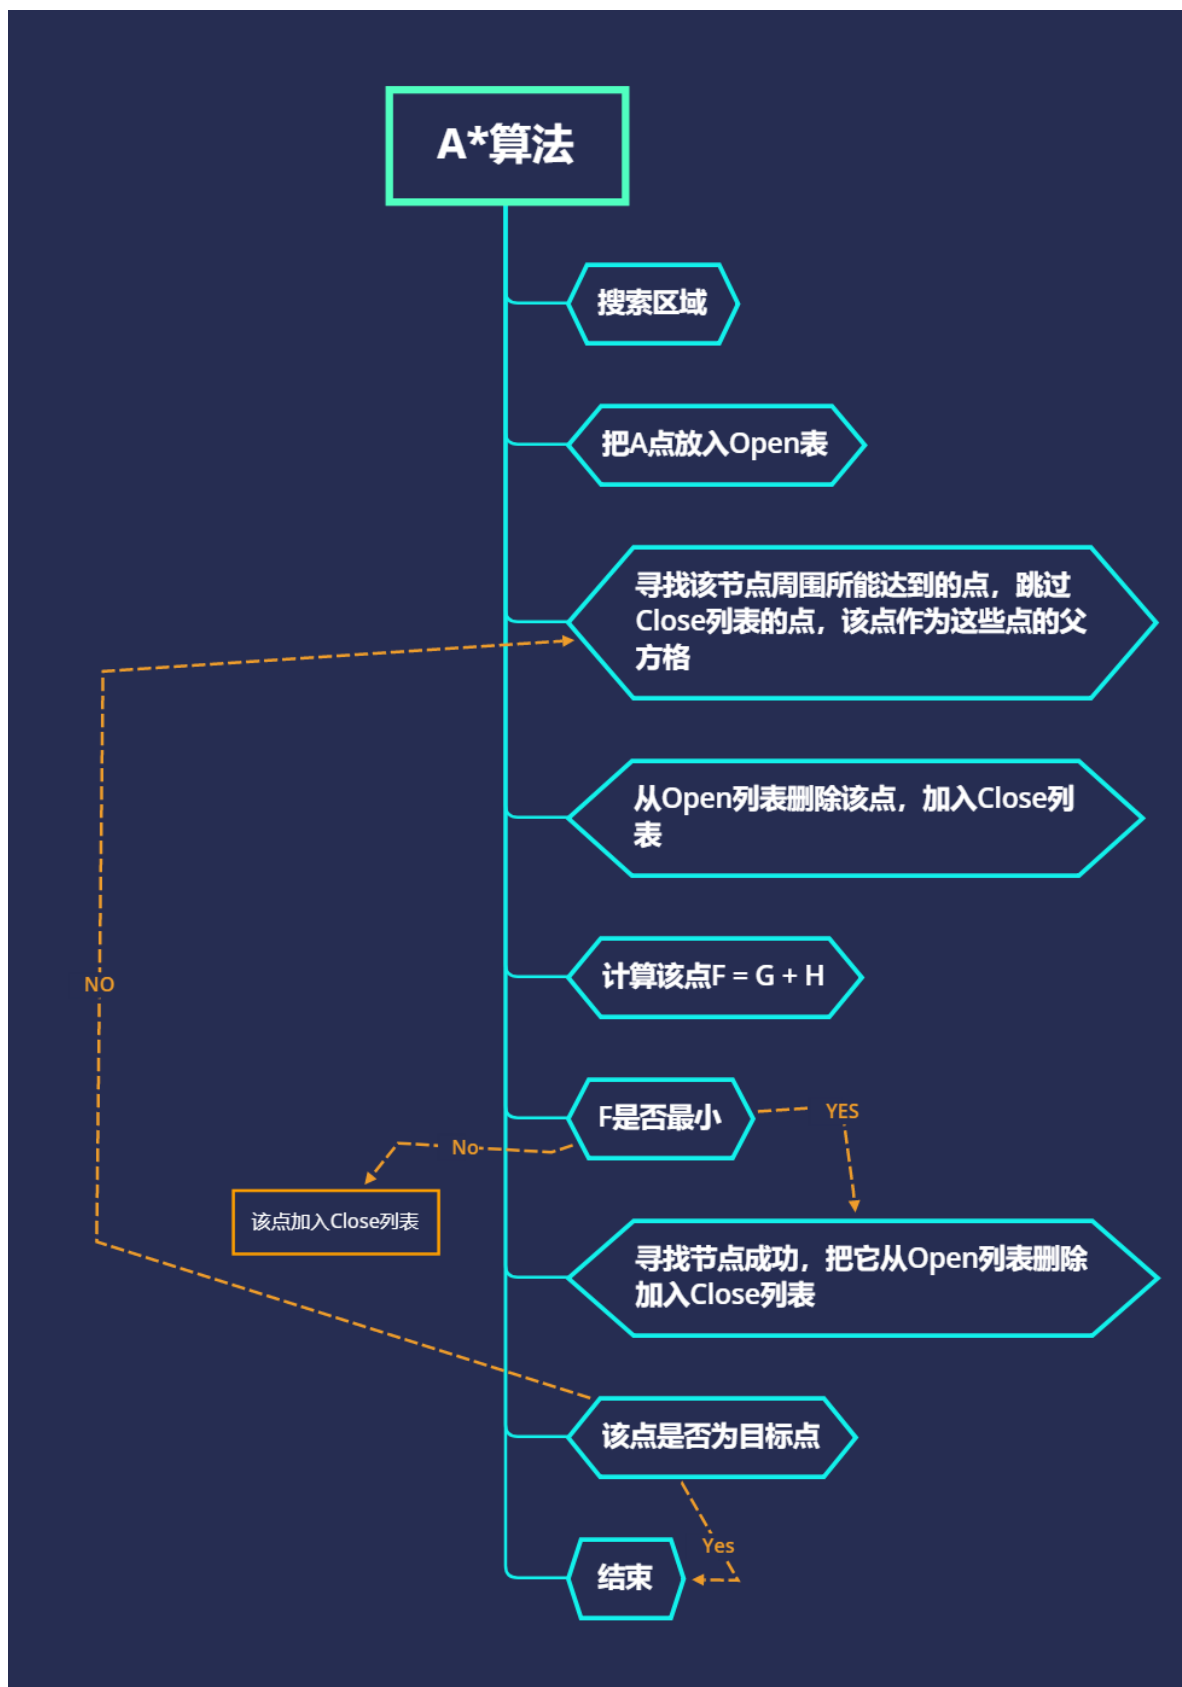 A*算法
搜索区域
把A点放入Open表
寻找该节点周围所能达到的点，跳过
Close列表的点，该点作为这些点的父
方格
从Open列表删除该点，加入Close列
表
NO
计算该点F = G + H
F是否最小
YES
No
该点加入Close列表
寻找节点成功，把它从Open列表删除
加入Close列表
该点是否为目标点
Yes
结束